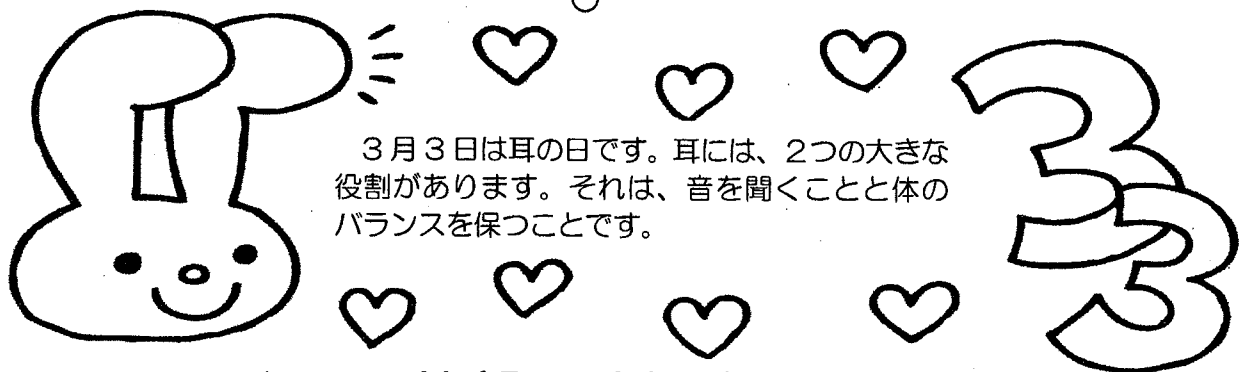 ３月３日は耳の日です。耳には、２つの大きな
役割があります。それは、音を聞くことと体の
バランスを保つことです。
33